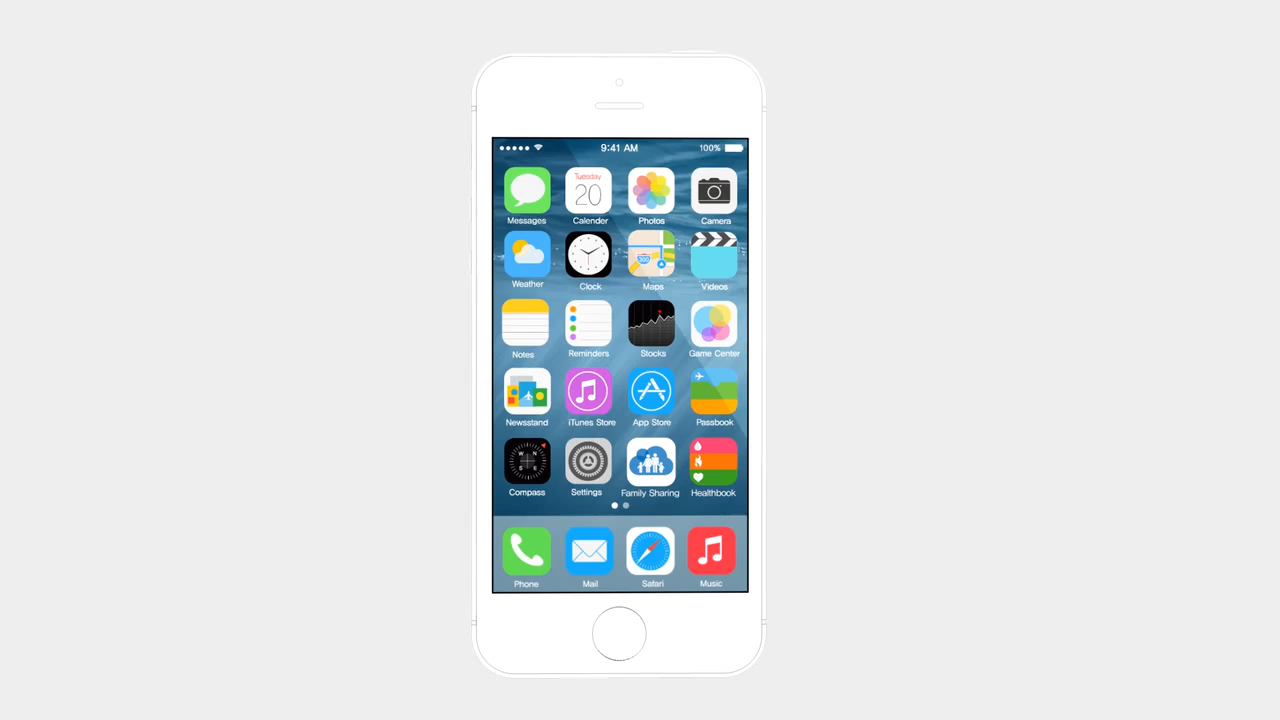 9:41 AM 100%
Tuesday
20
Messages Calender Photos Camera
280
Weather Clock Maps Videos
Notes Reminders Stocks Game Center
Newsstand iTunes Store App Store Passbook
N
W
E
S
Compass Settings Family Sharing Healthbook
Phone Mail Safari Music